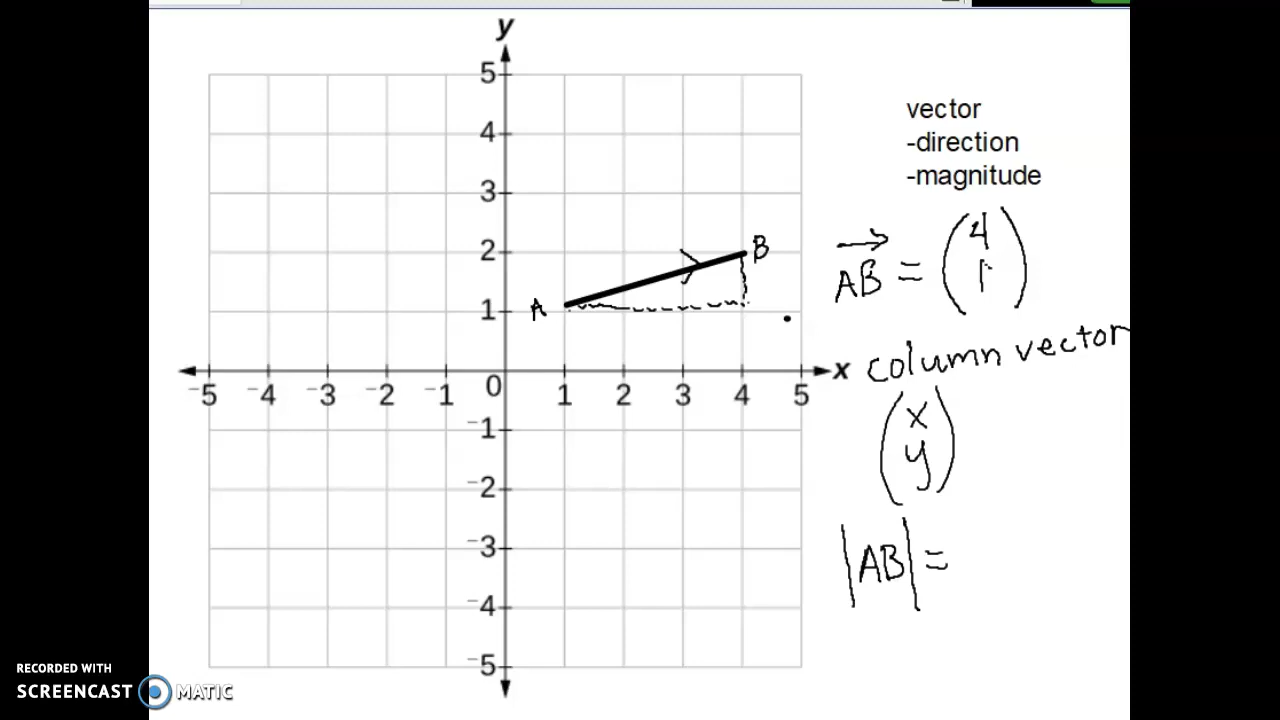 y
5
4
3
2
1
-5 -4 -3 -2 -1 0 1 2 3 4 5 x
-1
-2
-3
-4
-5
A
B
vector
-direction
-magnitude
AB = (4
1)
column vector
(x
y)
|AB| =
RECORDED WITH
SCREENCAST MATIC